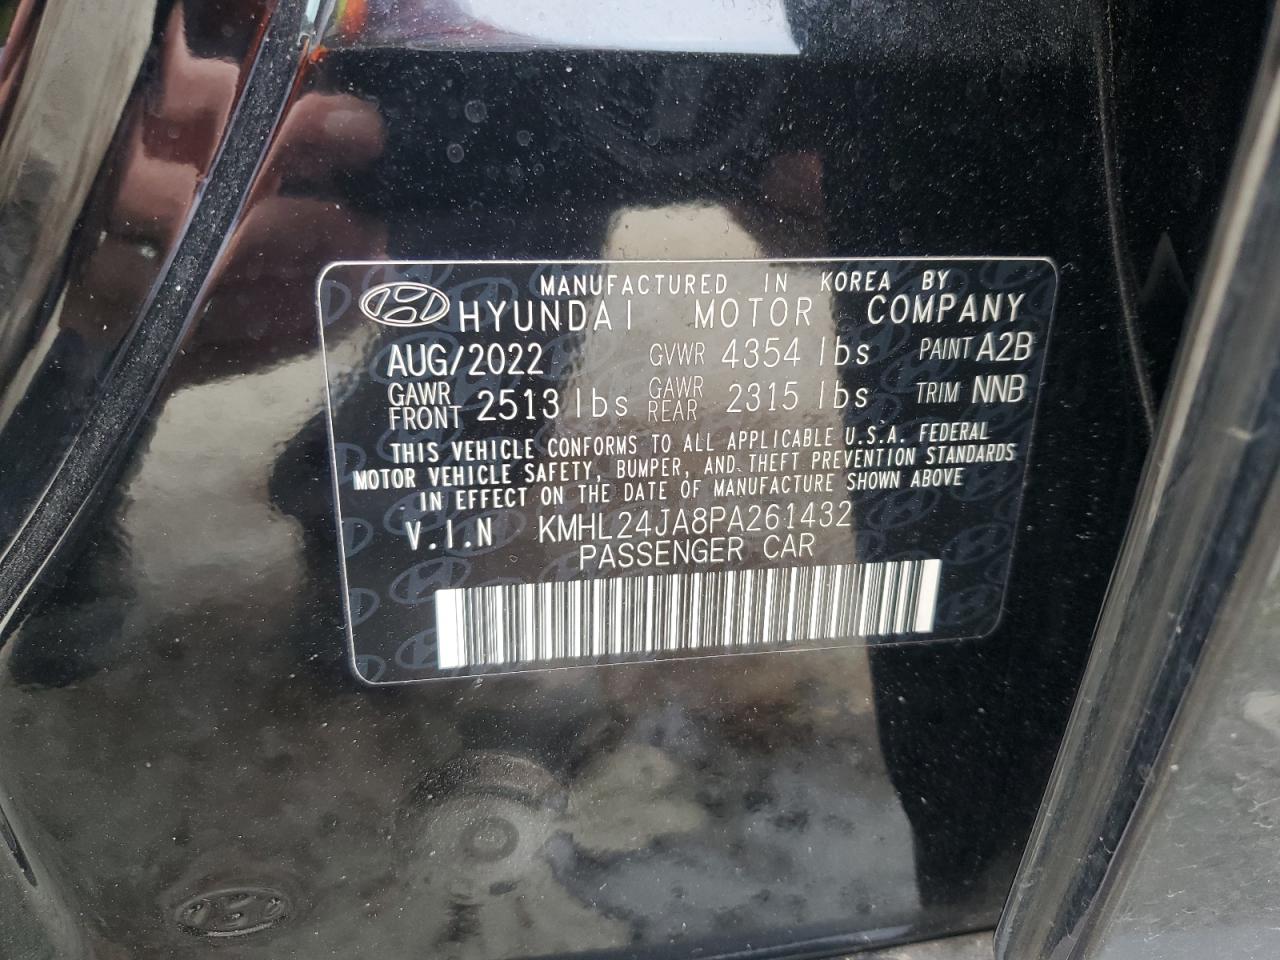 MANUFACTURED IN KOREA BY
HYUNDAI MOTOR COMPANY
AUG/2022 GVWR 4354 lbs PAINT A2B
GAWR FRONT 2513 lbs GAWR REAR 2315 lbs TRIM NNB
THIS VEHICLE CONFORMS TO ALL APPLICABLE U.S.A. FEDERAL
MOTOR VEHICLE SAFETY, BUMPER, AND THEFT PREVENTION STANDARDS
IN EFFECT ON THE DATE OF MANUFACTURE SHOWN ABOVE
V.I.N KMHL24JA8PA261432
PASSENGER CAR